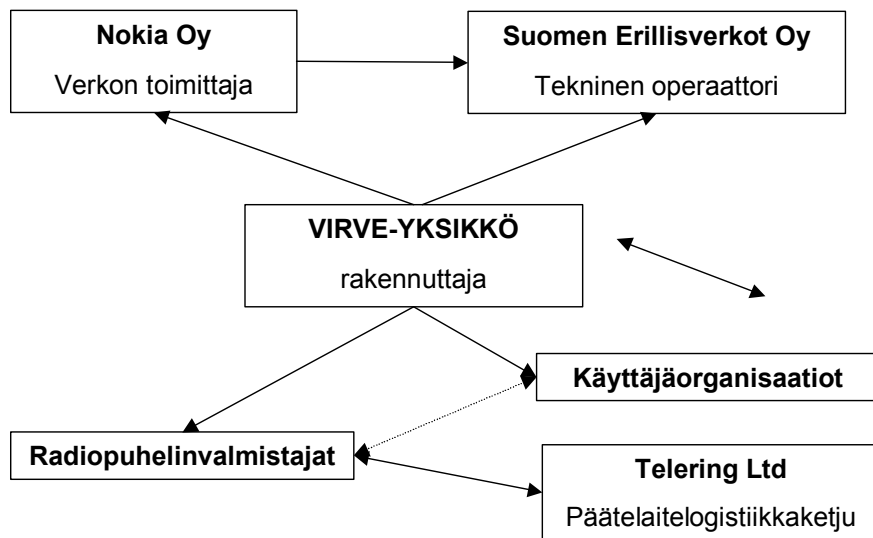 Nokia Oy
Verkon toimittaja
Suomen Erillisverkot Oy
Tekninen operaattori
VIRVE-YKSIKKÖ
rakennuttaja
Käyttäjäorganisaatiot
Radiopuhelinvalmistajat
Telering Ltd
Päätelaitelogistiikkaketju